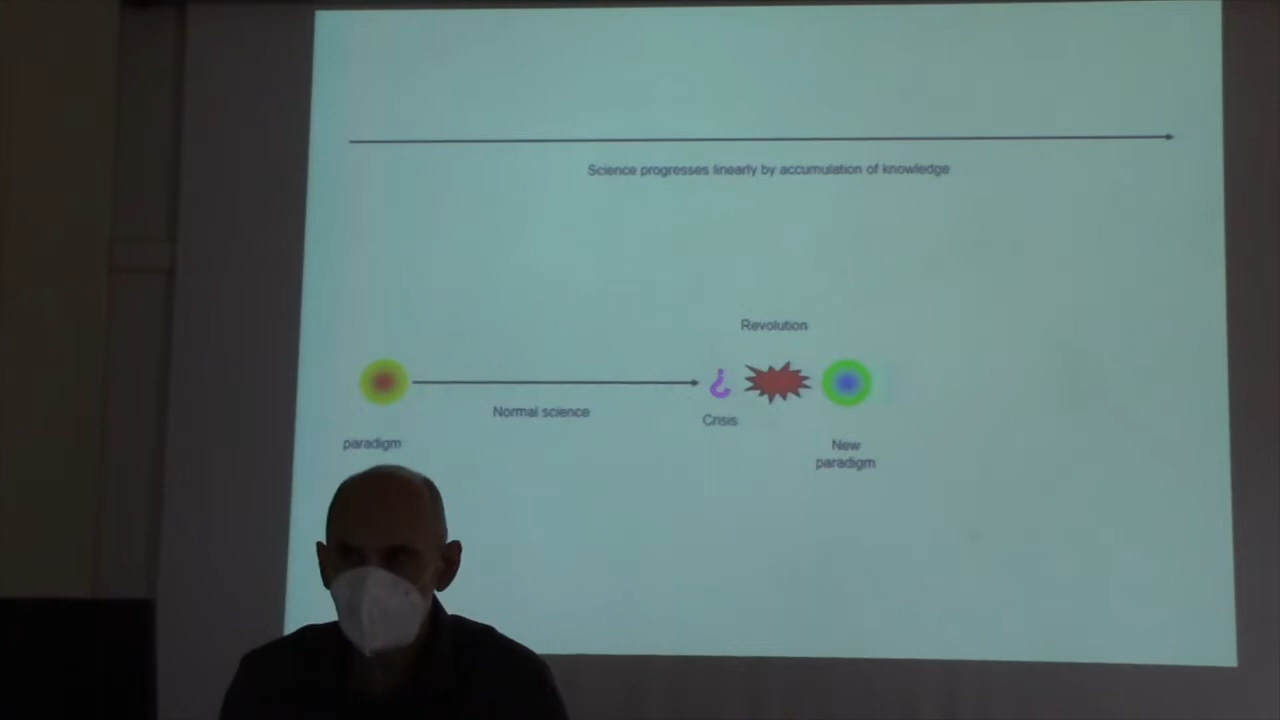 Science progresses linearly by accumulation of knowledge
Revolution
¿
Normal science
Crisis
paradigm
New
paradigm